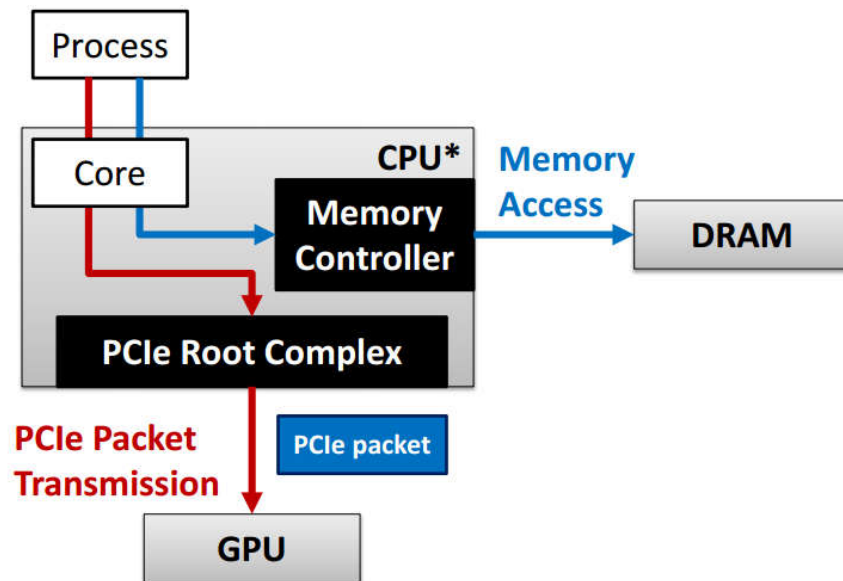 Process
Core
CPU*
Memory
Controller
Memory
Access
DRAM
PCIe Root Complex
PCIe Packet
Transmission
PCIe packet
GPU